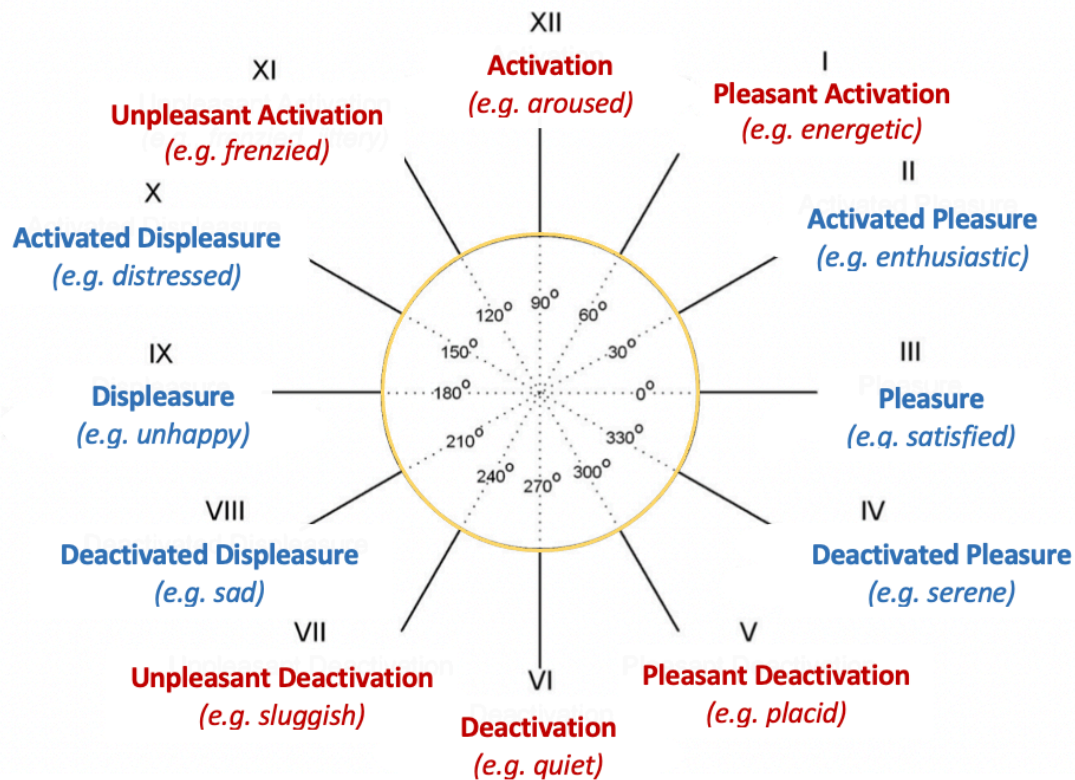 XII
Activation
(e.g. aroused)
I
Pleasant Activation
(e.g. energetic)
II
Activated Pleasure
(e.g. enthusiastic)
III
Pleasure
(e.g. satisfied)
IV
Deactivated Pleasure
(e.g. serene)
V
Pleasant Deactivation
(e.g. placid)
VI
Deactivation
(e.g. quiet)
VII
Unpleasant Deactivation
(e.g. sluggish)
VIII
Deactivated Displeasure
(e.g. sad)
IX
Displeasure
(e.g. unhappy)
X
Activated Displeasure
(e.g. distressed)
XI
Unpleasant Activation
(e.g. frenzied)
90°
60°
30°
0°
330°
300°
270°
240°
210°
180°
150°
120°